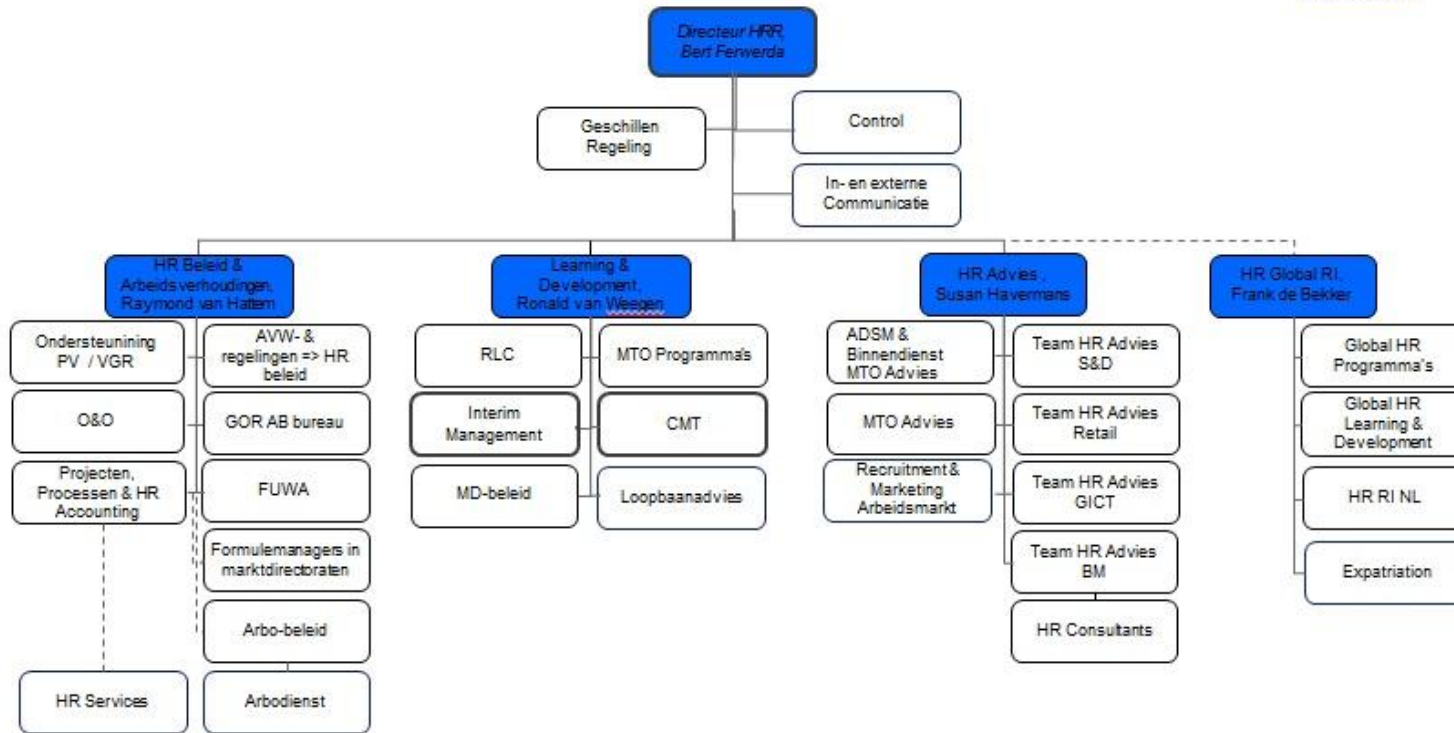 Directeur HRR,
Bert Ferwerda
Geschillen
Regeling
Control
In- en externe
Communicatie
HR Beleid &
Arbeidsverhoudingen,
Raymond van Hattem
Learning &
Development,
Ronald van Weegen
HR Advies ,
Susan Havermans
HR Global RI,
Frank de Bekker
Ondersteunining
PV / VGR
AVW- &
regelingen => HR
beleid
O&O
GOR AB bureau
Projecten,
Processen & HR
Accounting
FUWA
Formulemanagers in
marktdirectoraten
Arbo-beleid
HR Services
Arbodienst
RLC
MTO Programma's
Interim
Management
CMT
MD-beleid
Loopbaanadvies
ADSM &
Binnendienst
MTO Advies
Team HR Advies
S&D
MTO Advies
Team HR Advies
Retail
Recruitment &
Marketing
Arbeidsmarkt
Team HR Advies
GICT
Team HR Advies
BM
HR Consultants
Global HR
Programma's
Global HR
Learning &
Development
HR RI NL
Expatriation